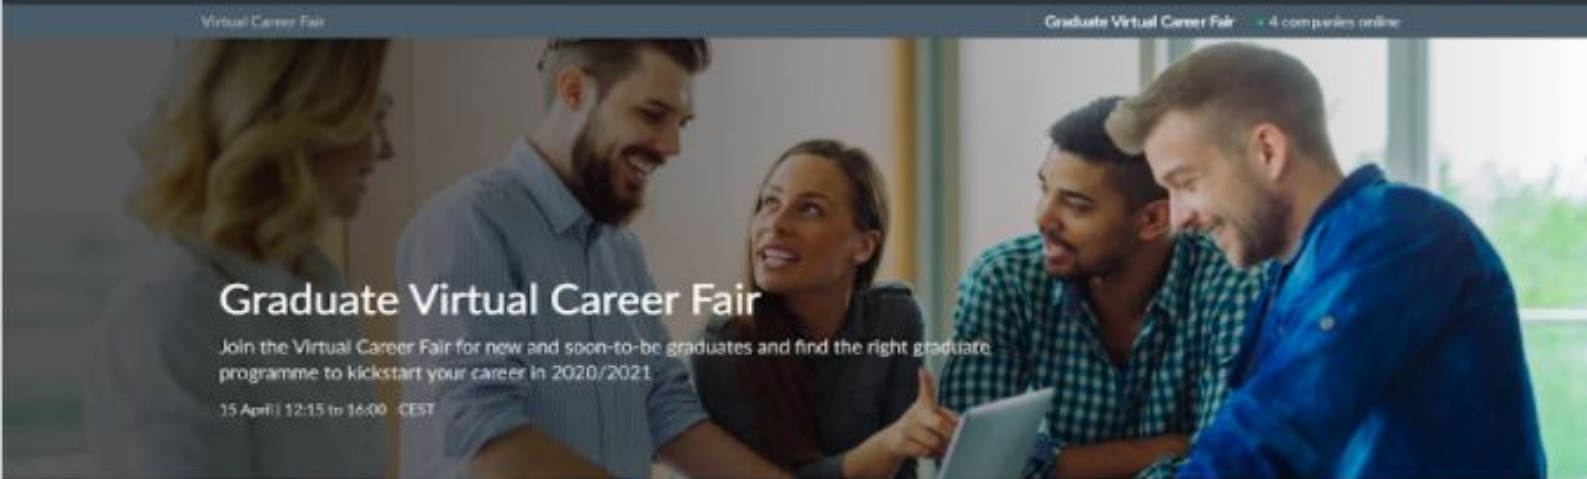 Virtual Career Fair
Graduate Virtual Career Fair
4 companies online
Graduate Virtual Career Fair
Join the Virtual Career Fair for new and soon-to-be graduates and find the right graduate
programme to kickstart your career in 2020/2021
15 April | 12:15 to 16:00 CEST